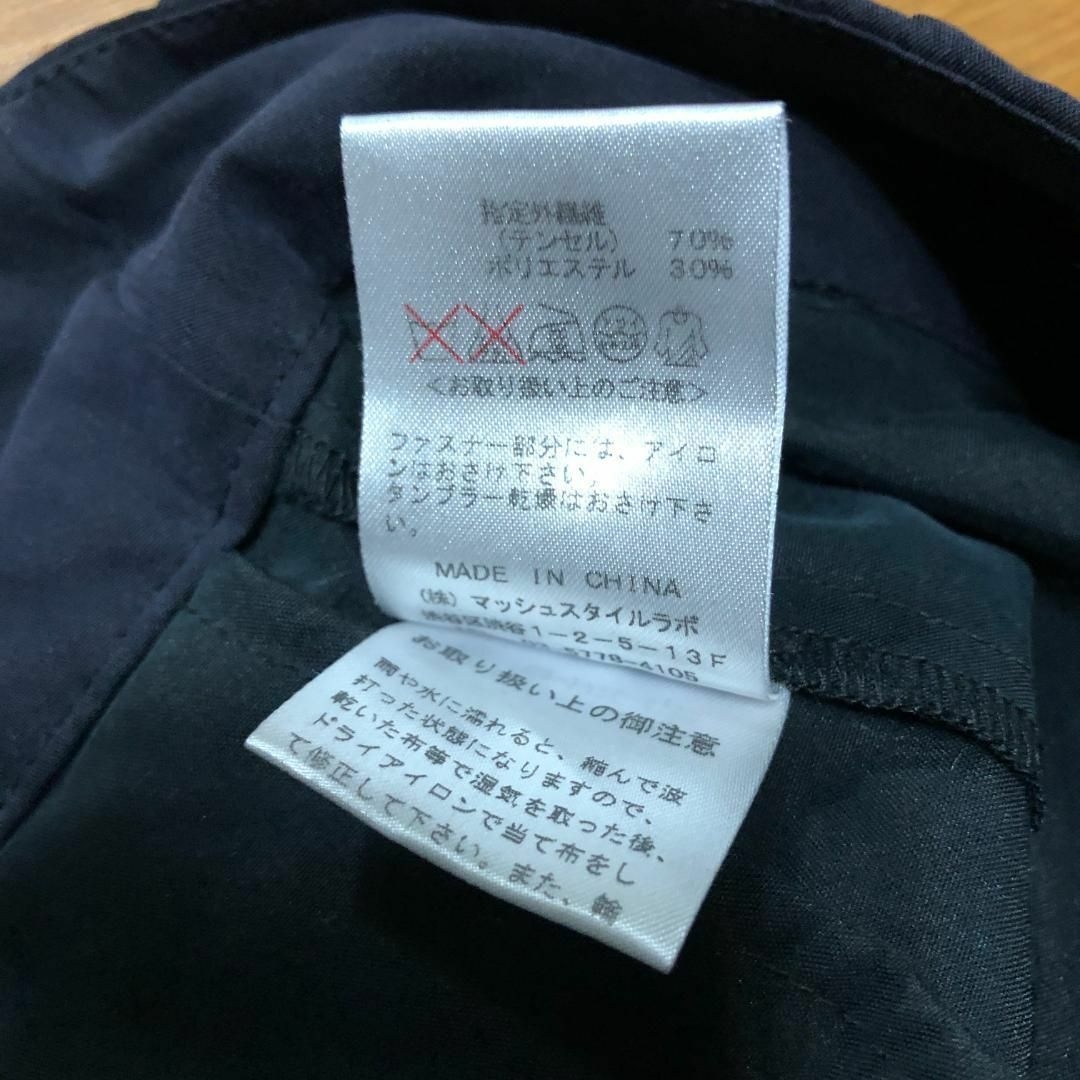 指定外繊維
(テンセル) 70%
ポリエステル 30%
<お取り扱い上のご注意>
ファスナー部分には、アイロ
ンはおさけ下さい。
タンブラー乾燥はおさけ下さ
い。
MADE IN CHINA
(株) マッシュスタイルラボ
渋谷区渋谷1-2-5-13F
5778-4105
お取り扱い上の御注意
雨や水に濡れると、縮んで波
打った状態になりますので、
乾いた布等で湿気を取った後、
ドライアイロンで当て布をし
て修正して下さい。また、